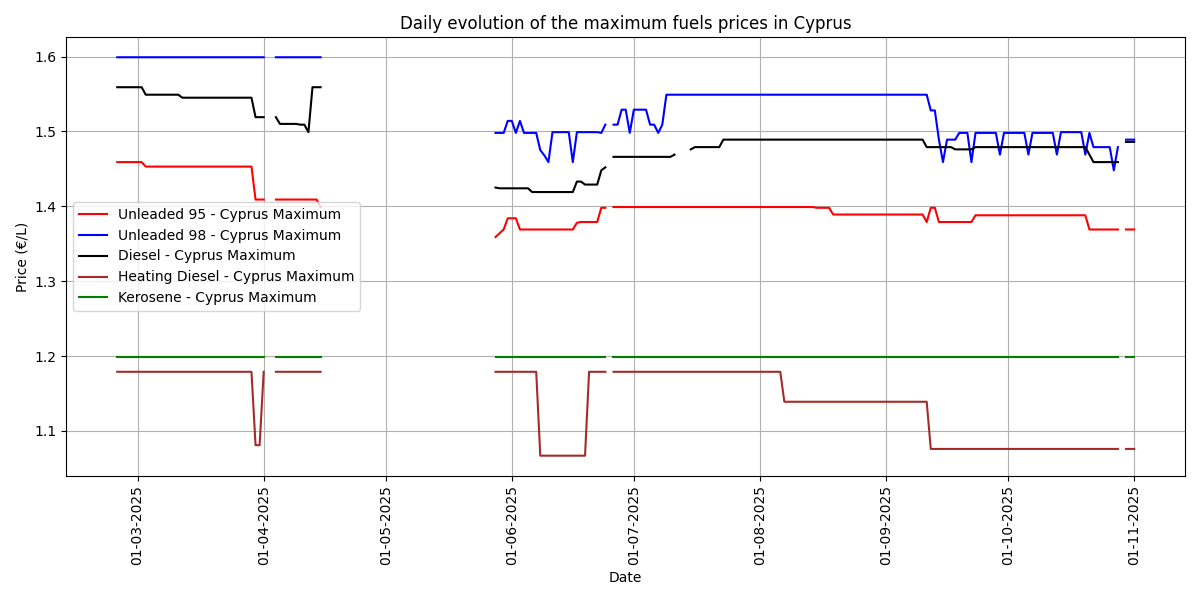 Daily evolution of the maximum fuels prices in Cyprus
Price (€/L)
1.6
1.5
1.4
1.3
1.2
1.1
Unleaded 95 - Cyprus Maximum
Unleaded 98 - Cyprus Maximum
Diesel - Cyprus Maximum
Heating Diesel - Cyprus Maximum
Kerosene - Cyprus Maximum
01-03-2025
01-04-2025
01-05-2025
01-06-2025
01-07-2025
01-08-2025
01-09-2025
01-10-2025
01-11-2025
Date